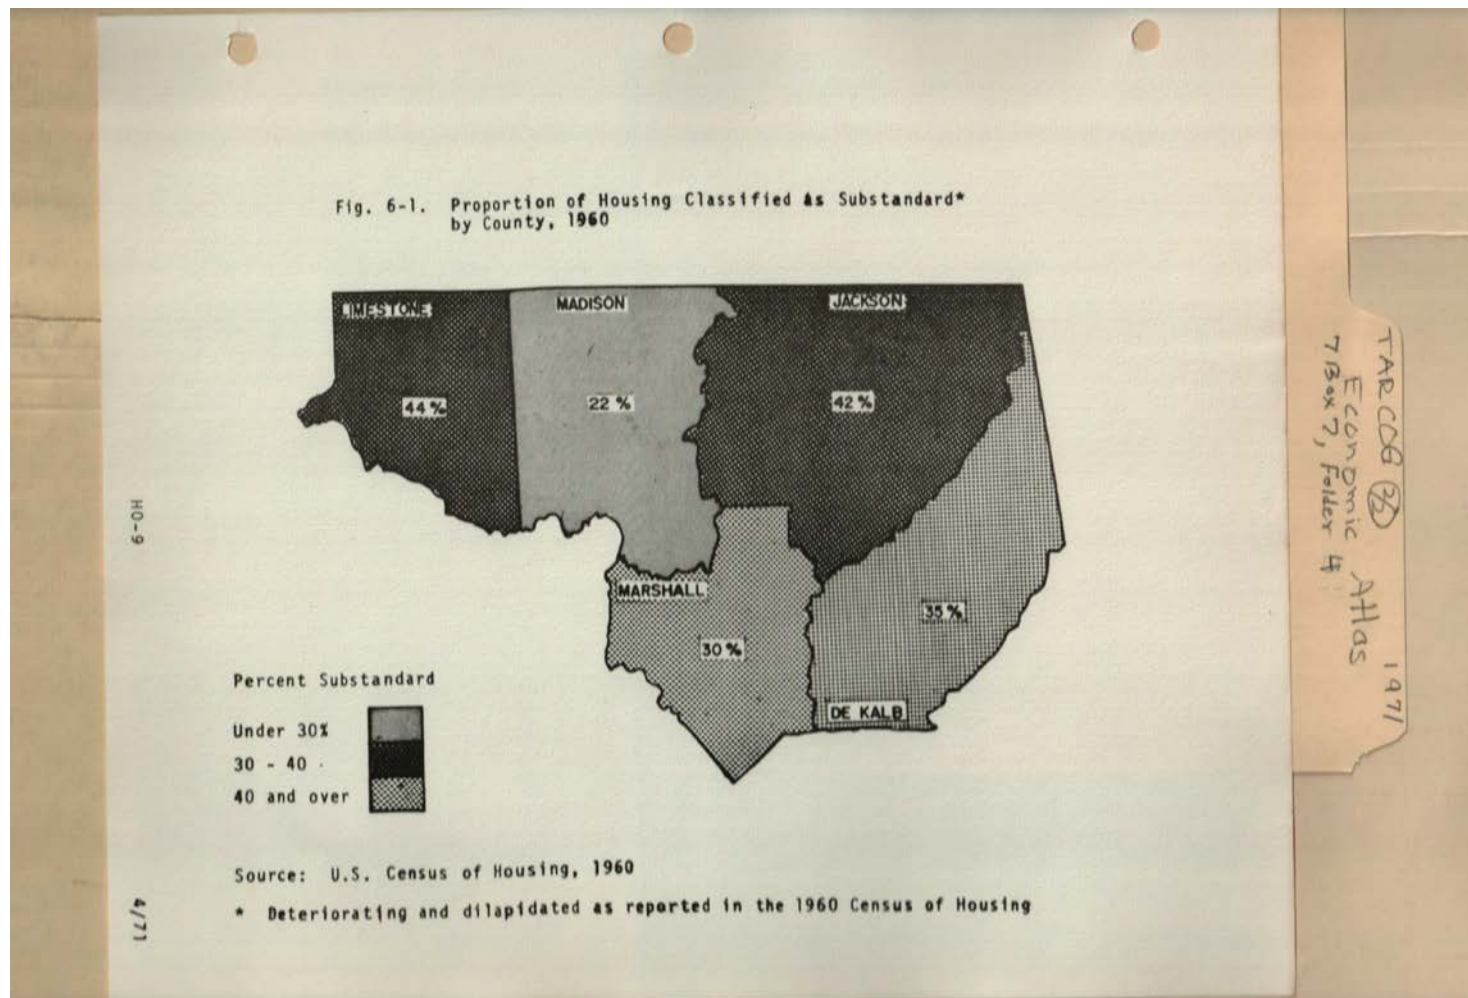 Fig. 6-1. Proportion of Housing Classified as Substandard*
by County, 1960
LIMESTONE
MADISON
JACKSON
44%
22 %
42 %
MARSHALL
30 %
35 %
DE KALB
Percent Substandard
Under 30%
30 - 40
40 and over
Source: U.S. Census of Housing, 1960
* Deteriorating and dilapidated as reported in the 1960 Census of Housing
HO-9
4/71
TARCOG
Economic Atlas 1971
Box 7, Folder 4